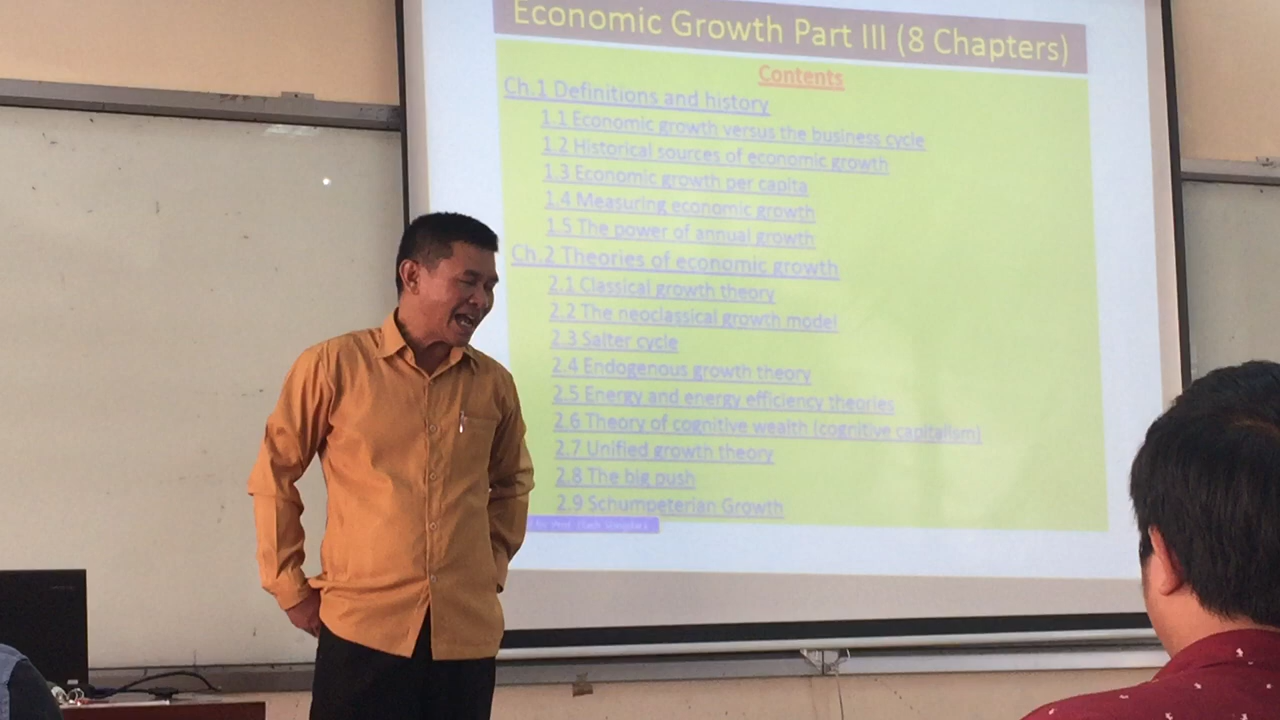 Economic Growth Part III (8 Chapters)
Contents
Ch.1 Definitions and history
1.1 Economic growth versus the business cycle
1.2 Historical sources of economic growth
1.3 Economic growth per capita
1.4 Measuring economic growth
1.5 The power of annual growth
Ch.2 Theories of economic growth
2.1 Classical growth theory
2.2 The neoclassical growth model
2.3 Salter cycle
2.4 Endogenous growth theory
2.5 Energy and energy efficiency theories
2.6 Theory of cognitive wealth (cognitive capitalism)
2.7 Unified growth theory
2.8 The big push
2.9 Schumpeterian Growth
by Prof.